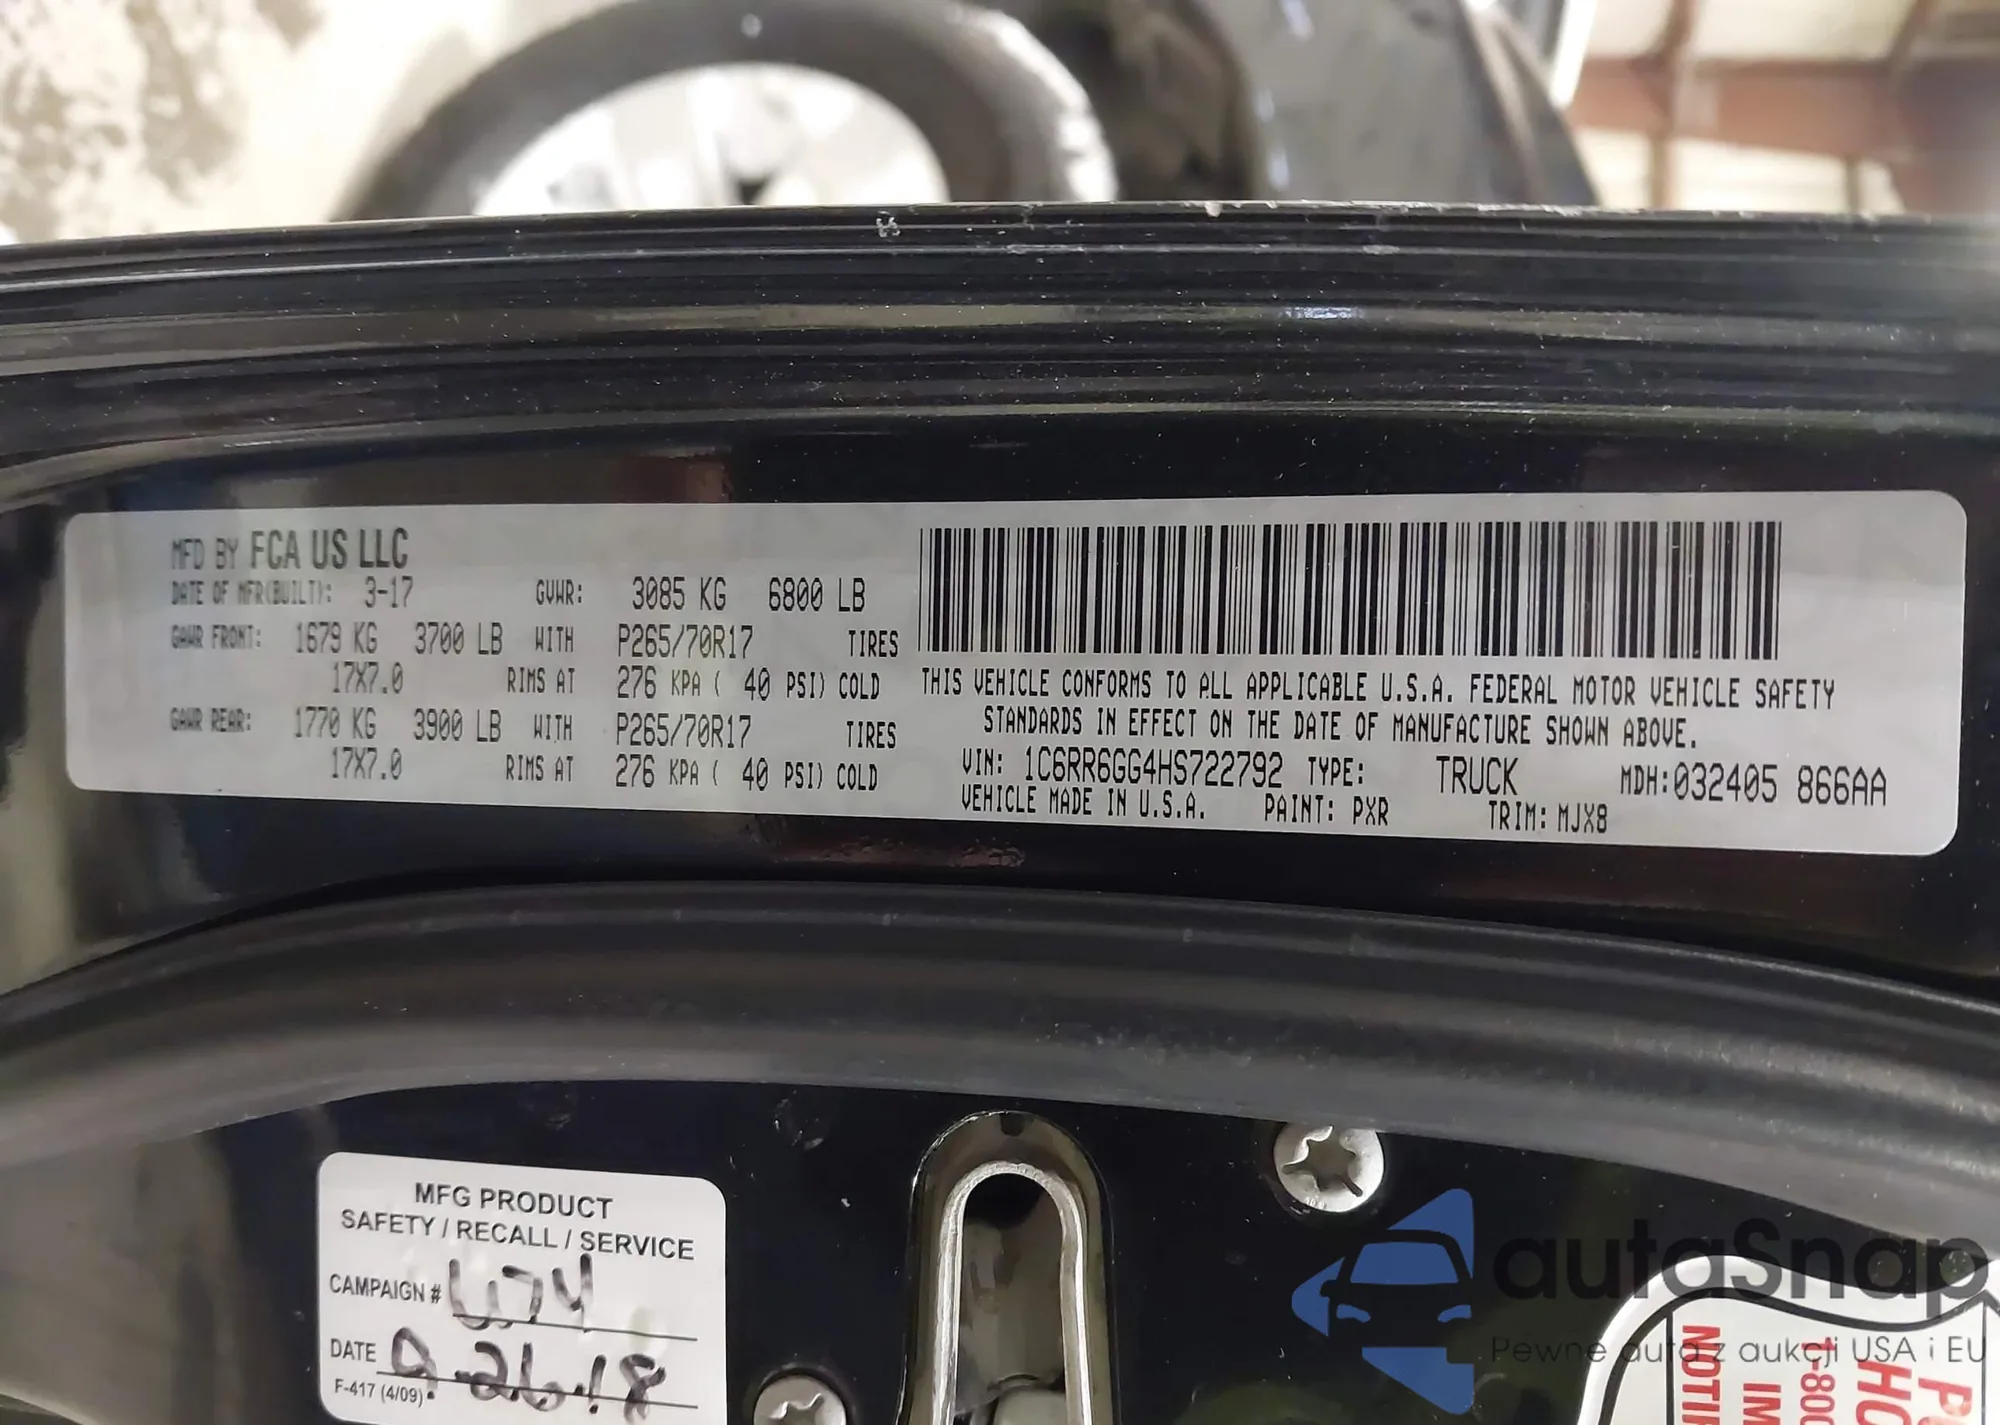 MFD BY FCA US LLC
DATE OF MFR(BUILT): 3-17 GVWR: 3085 KG 6800 LB
GAWR FRONT: 1679 KG 3700 LB WITH P265/70R17 TIRES
17X7.0 RIMS AT 276 KPA ( 40 PSI) COLD
GAWR REAR: 1770 KG 3900 LB WITH P265/70R17 TIRES
17X7.0 RIMS AT 276 KPA ( 40 PSI) COLD
THIS VEHICLE CONFORMS TO ALL APPLICABLE U.S.A. FEDERAL MOTOR VEHICLE SAFETY
STANDARDS IN EFFECT ON THE DATE OF MANUFACTURE SHOWN ABOVE.
VIN: 1C6RR6GG4HS722792 TYPE: TRUCK MDH:032405 866AA
VEHICLE MADE IN U.S.A. PAINT: PXR TRIM: MJX8
MFG PRODUCT
SAFETY / RECALL / SERVICE
CAMPAIGN #
DATE 9-26-18
F-417 (4/09)
autaSnap
Pewne auta z aukcji USA i EU
1-800